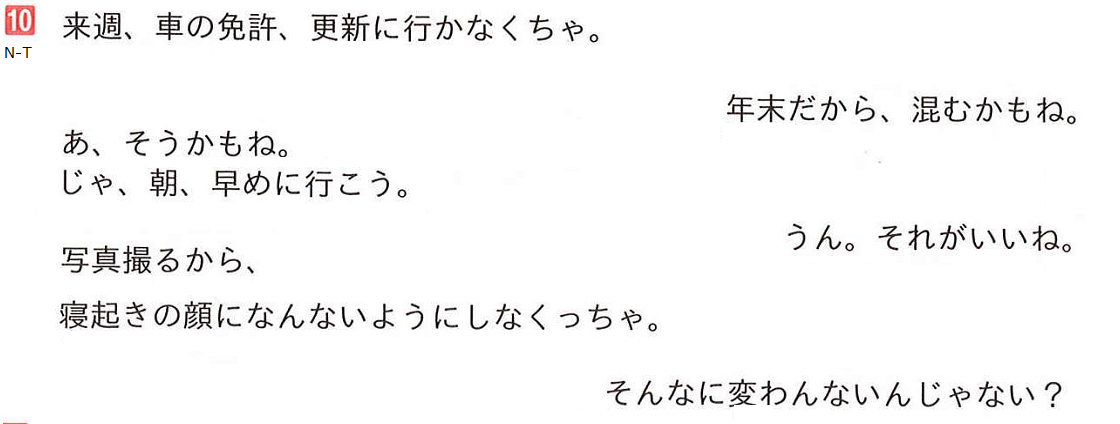 10
N-T
来週、車の免許、更新に行かなくちゃ。
年末だから、混むかもね。
あ、そうかもね。
じゃ、朝、早めに行こう。
うん。それがいいね。
写真撮るから、
寝起きの顔になんないようにしなくっちゃ。
そんなに変わんないんじゃない？